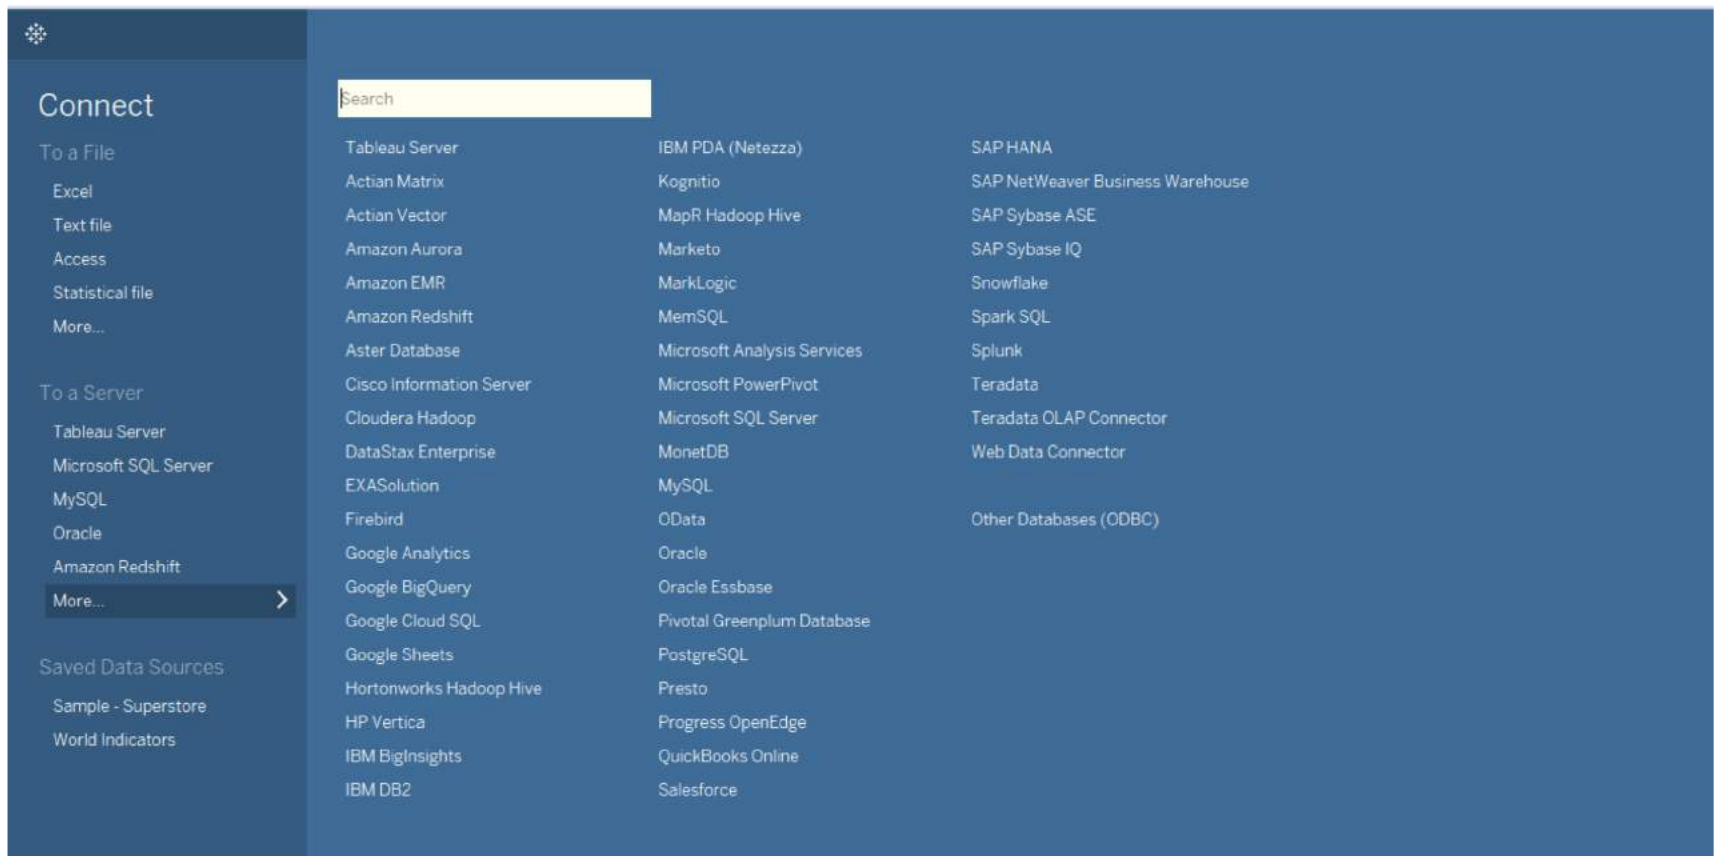 Connect
To a File
Excel
Text file
Access
Statistical file
More...
To a Server
Tableau Server
Microsoft SQL Server
MySQL
Oracle
Amazon Redshift
More...
Saved Data Sources
Sample - Superstore
World Indicators
Search
Tableau Server
Actian Matrix
Actian Vector
Amazon Aurora
Amazon EMR
Amazon Redshift
Aster Database
Cisco Information Server
Cloudera Hadoop
DataStax Enterprise
EXASolution
Firebird
Google Analytics
Google BigQuery
Google Cloud SQL
Google Sheets
Hortonworks Hadoop Hive
HP Vertica
IBM BigInsights
IBM DB2
IBM PDA (Netezza)
Kognitio
MapR Hadoop Hive
Marketo
MarkLogic
MemSQL
Microsoft Analysis Services
Microsoft PowerPivot
Microsoft SQL Server
MonetDB
MySQL
OData
Oracle
Oracle Essbase
Pivotal Greenplum Database
PostgreSQL
Presto
Progress OpenEdge
QuickBooks Online
Salesforce
SAP HANA
SAP NetWeaver Business Warehouse
SAP Sybase ASE
SAP Sybase IQ
Snowflake
Spark SQL
Splunk
Teradata
Teradata OLAP Connector
Web Data Connector
Other Databases (ODBC)